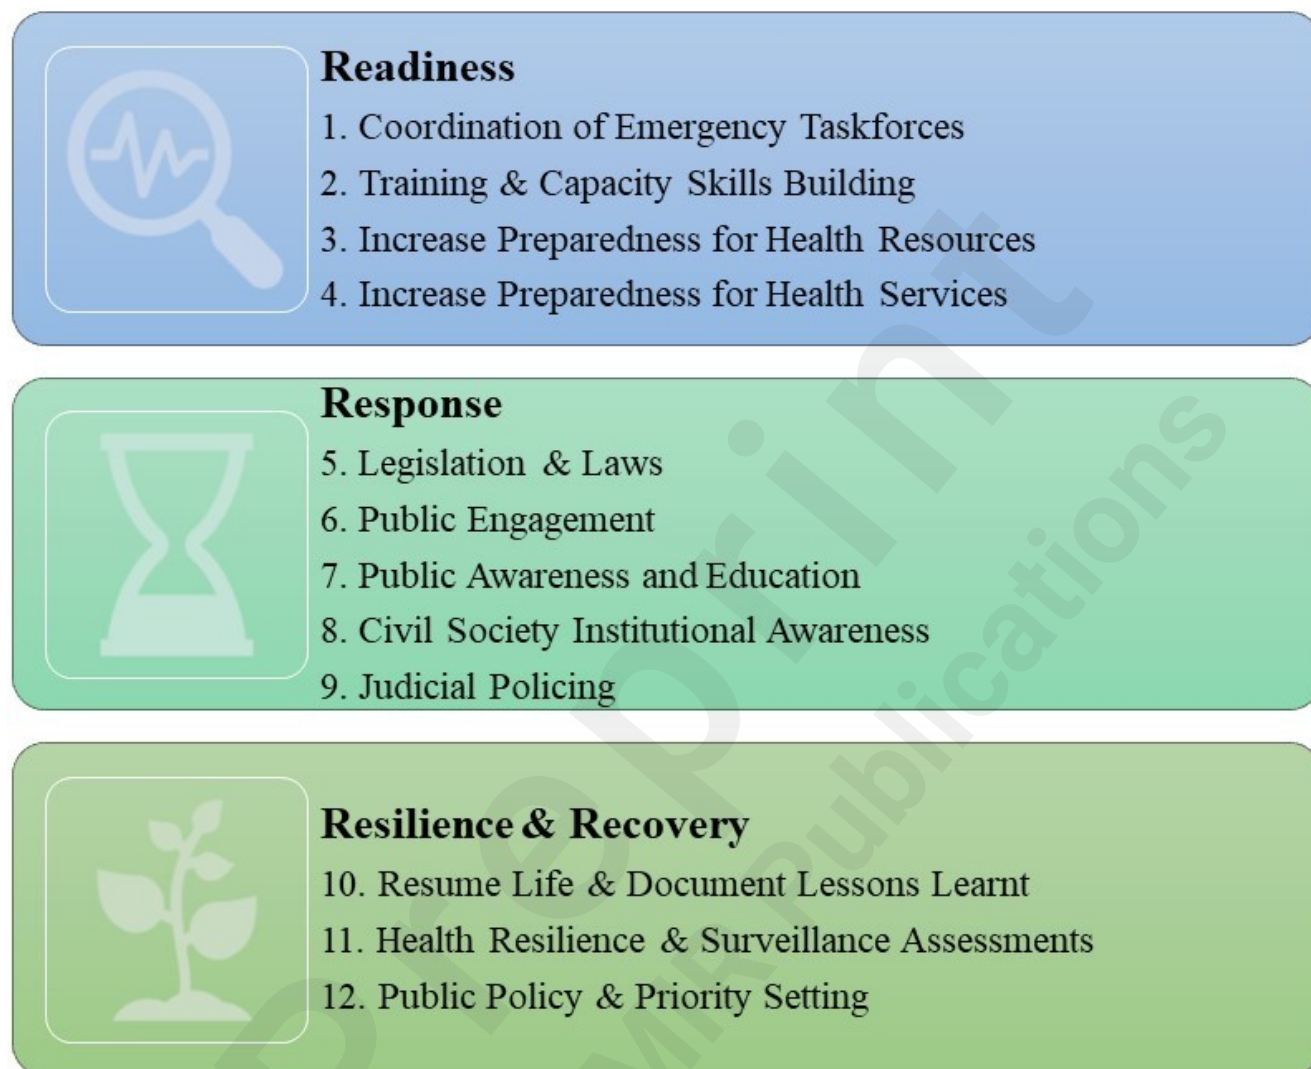 Readiness
1. Coordination of Emergency Taskforces
2. Training & Capacity Skills Building
3. Increase Preparedness for Health Resources
4. Increase Preparedness for Health Services
Response
5. Legislation & Laws
6. Public Engagement
7. Public Awareness and Education
8. Civil Society Institutional Awareness
9. Judicial Policing
Resilience & Recovery
10. Resume Life & Document Lessons Learnt
11. Health Resilience & Surveillance Assessments
12. Public Policy & Priority Setting
Preprint
MIR Publications